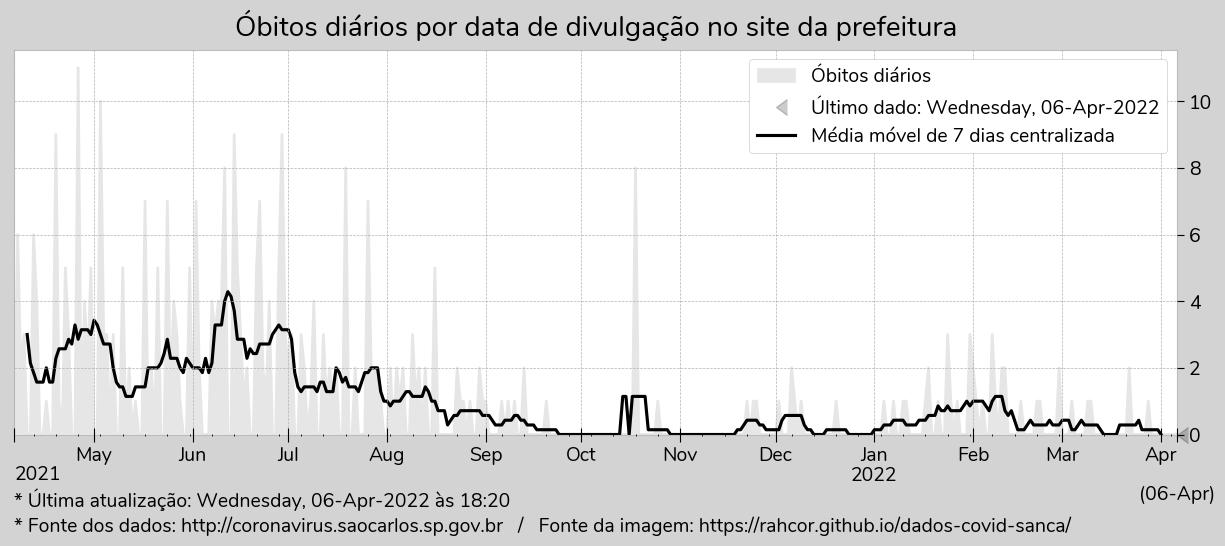 Óbitos diários por data de divulgação no site da prefeitura
Óbitos diários
Último dado: Wednesday, 06-Apr-2022
Média móvel de 7 dias centralizada
10
8
6
4
2
0
May Jun Jul Aug Sep Oct Nov Dec Jan Feb Mar Apr
2021 2022
(06-Apr)
* Última atualização: Wednesday, 06-Apr-2022 às 18:20
* Fonte dos dados: http://coronavirus.saocarlos.sp.gov.br / Fonte da imagem: https://rahcor.github.io/dados-covid-sanca/